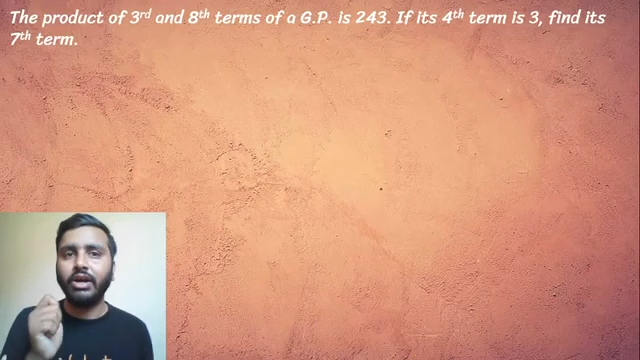 The product of 3rd and 8th terms of a G.P. is 243. If its 4th term is 3, find its
7th term.